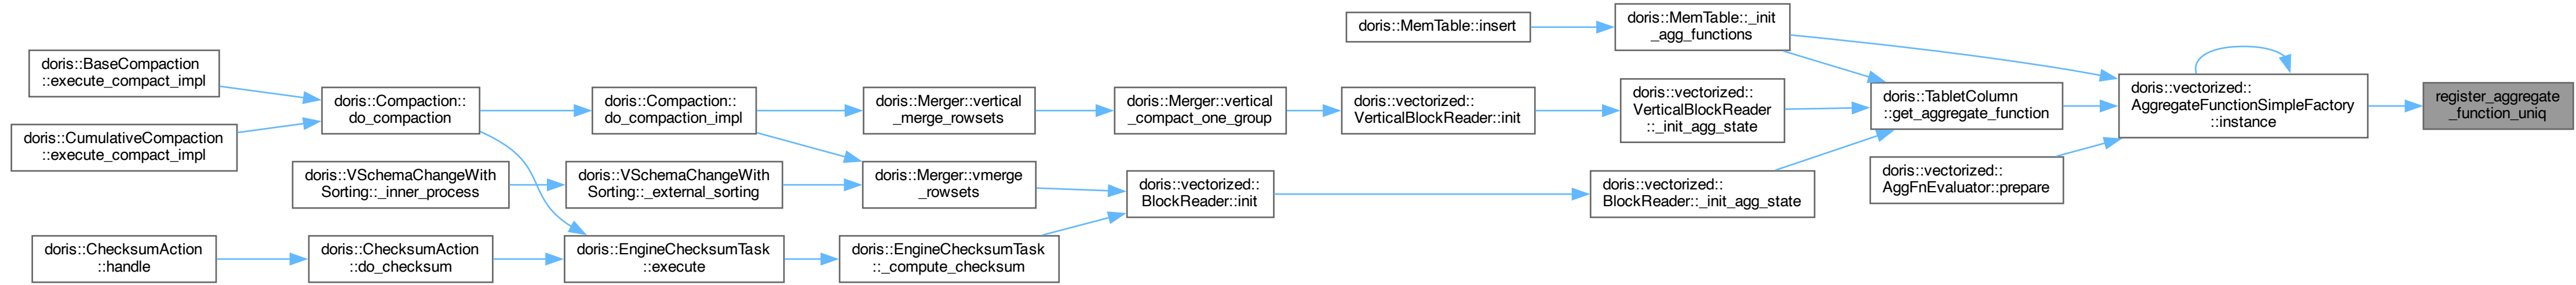 doris::BaseCompaction
::execute_compact_impl
doris::CumulativeCompaction
::execute_compact_impl
doris::ChecksumAction
::handle
doris::Compaction::
do_compaction
doris::VSchemaChangeWith
Sorting::_inner_process
doris::ChecksumAction
::do_checksum
doris::Compaction::
do_compaction_impl
doris::VSchemaChangeWith
Sorting::_external_sorting
doris::EngineChecksumTask
::execute
doris::Merger::vertical
_merge_rowsets
doris::Merger::vmerge
_rowsets
doris::EngineChecksumTask
::_compute_checksum
doris::Merger::vertical
_compact_one_group
doris::vectorized::
BlockReader::init
doris::MemTable::insert
doris::vectorized::
VerticalBlockReader::init
doris::MemTable::_init
_agg_functions
doris::vectorized::
VerticalBlockReader
::_init_agg_state
doris::vectorized::
BlockReader::_init_agg_state
doris::TabletColumn
::get_aggregate_function
doris::vectorized::
AggFnEvaluator::prepare
doris::vectorized::
AggregateFunctionSimpleFactory
::instance
register_aggregate
_function_uniq